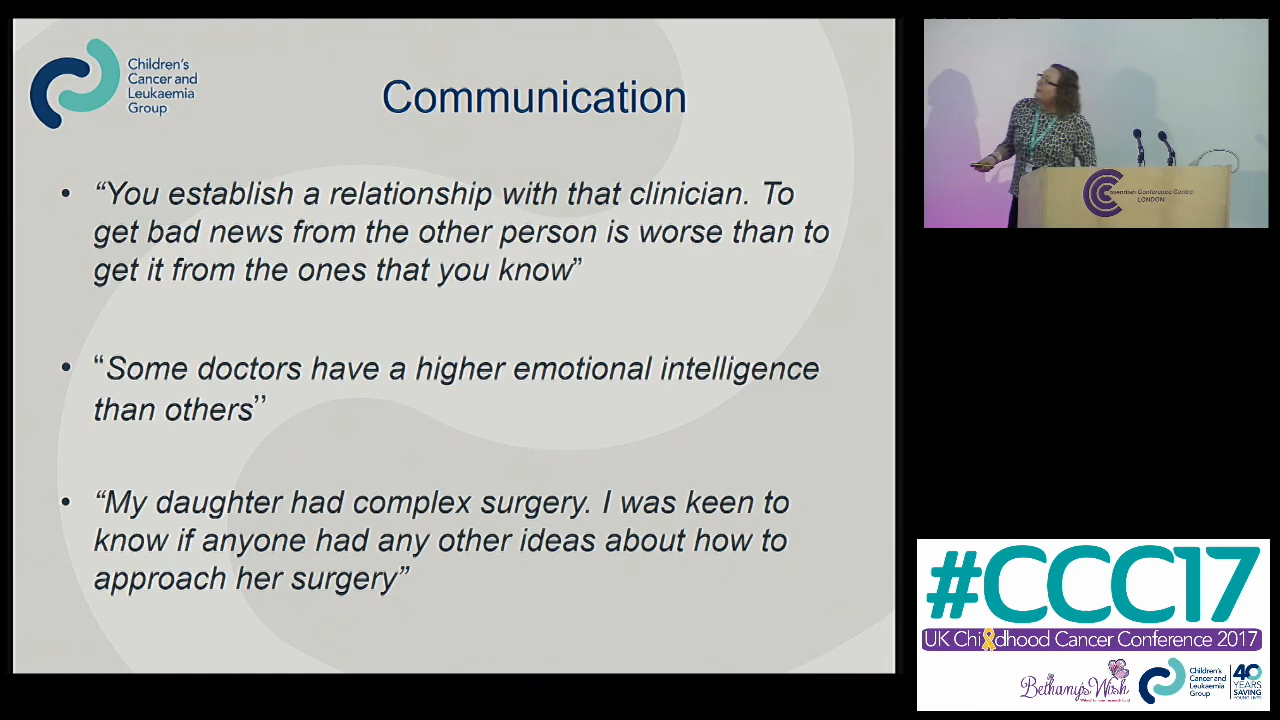 Children's
Cancer and
Leukaemia
Group
Communication
• “You establish a relationship with that clinician. To
get bad news from the other person is worse than to
get it from the ones that you know”
• “Some doctors have a higher emotional intelligence
than others’’
• “My daughter had complex surgery. I was keen to
know if anyone had any other ideas about how to
approach her surgery”
Cavendish Conference Centre
LONDON
#CCC17
UK Childhood Cancer Conference 2017
Bethany's Wish
Children's
Cancer and
Leukaemia
Group
40
YEARS
SAVING
YOUNG LIVES